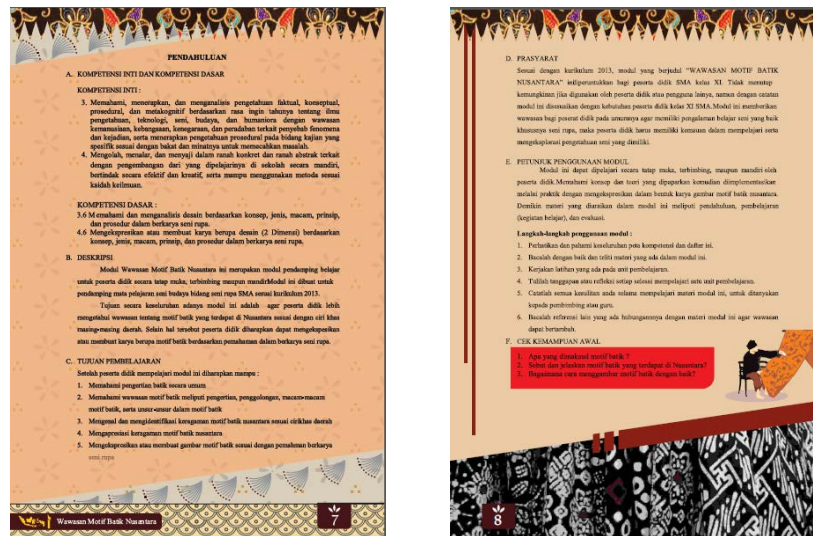 PENDAHULUAN
A. KOMPETENSI INTI DAN KOMPETENSI DASAR
KOMPETENSI INTI :
3. Memahami, menerapkan, dan menganalisis pengetahuan faktual, konseptual,
prosedural, dan metakognitif berdasarkan rasa ingin tahunya tentang ilmu
pengetahuan, teknologi, seni, budaya, dan humaniora dengan wawasan
kemanusiaan, kebangsaan, kenegaraan, dan peradaban terkait penyebab fenomena
dan kejadian, serta menerapkan pengetahuan prosedural pada bidang kajian yang
spesifik sesuai dengan bakat dan minatnya untuk memecahkan masalah.
4. Mengolah, menalar, dan menyaji dalam ranah konkret dan ranah abstrak terkait
dengan pengembangan dari yang dipelajarinya di sekolah secara mandiri,
bertindak secara efektif dan kreatif, serta mampu menggunakan metoda sesuai
kaidah keilmuan.
KOMPETENSI DASAR :
3.6 Memahami dan menganalisis desain berdasarkan konsep, jenis, macam, prinsip,
dan prosedur dalam berkarya seni rupa.
4.6 Mengekspresikan atau membuat karya berupa desain (2 Dimensi) berdasarkan
konsep, jenis, macam, prinsip, dan prosedur dalam berkarya seni rupa.
B. DESKRIPSI
Modul Wawasan Motif Batik Nusantara ini merupakan modul pendamping belajar
untuk peserta didik secara tatap muka, terbimbing maupun mandirModul ini dibuat untuk
pendamping mata pelajaran seni budaya bidang seni rupa SMA sesuai kurikulum 2013.
Tujuan secara keseluruhan adanya modul ini adalah agar peserta didik lebih
mengetahui wawasan tentang motif batik yang terdapat di Nusantara sesuai dengan ciri khas
masing-masing daerah. Selain hal tersebut peserta didik diharapkan dapat mengekspesikan
atau membuat karya berupa motif batik berdasarkan pemahaman dalam berkarya seni rupa.
C. TUJUAN PEMBELAJARAN
Setelah peserta didik mempelajari modul ini diharapkan mampu :
1. Memahami pengertian batik secara umum
2. Memahami wawasan motif batik meliputi pengertian, penggolongan, macam-macam
motif batik, serta unsur-unsur dalam motif batik
3. Mengenal dan mengidentifikasi keragaman motif batik nusantara sesuai cirikhas daerah
4. Mengapresiasi keragaman motif batik nusantara
5. Mengekspresikan atau membuat gambar motif batik sesuai dengan pemahman berkarya
seni rupa
Wawasan Motif Batik Nusantara
7
D. PRASYARAT
Sesuai dengan kurikulum 2013, modul yang berjudul "WAWASAN MOTIF BATIK
NUSANTARA" inidiperuntukkan bagi peserta didik SMA kelas XI. Tidak menutup
kemungkinan jika digunakan oleh peserta didik atau pengguna lainya, namun dengan catatan
modul ini disesuaikan dengan kebutuhan peserta didik kelas XI SMA.Modul ini memberikan
wawasan bagi peserat didik pada umurnya agar memiliki pengalaman belajar seni yang baik
khususnya seni rupa, maka peserta didik harus memiliki kemauan dalam mempelajari serta
mengeksplorasi pengetahuan seni yang dimiliki.
E. PETUNJUK PENGGUNAAN MODUL
Modul ini dapat dipelajari secara tatap muka, terbimbing, maupun mandiri oleh
peserta didik.Memahami konsep dan teori yang dipaparkan kemudian diimplementasikan
melalui praktik dengan mengekspresikan dalam bentuk karya gambar motif batik nusantara.
Demikin materi yang diuraikan dalam modul ini meliputi pendahuluan, pembelajaran
(kegiatan belajar), dan evaluasi.
Langkah-langkah penggunaan modul :
1. Perhatikan dan pahami keseluruhan peta kompetensi dan daftar isi.
2. Bacalah dengan baik dan teliti materi yang ada dalam modul ini.
3. Kerjakan latihan yang ada pada unit pembelajaran.
4. Tulilah tanggapan atau refleksi setiap selesai mempelajari satu unit pembelajaran.
5. Catatlah semua kesulitan anda selama mempelajari materi modul ini, untuk ditanyakan
kepada pembimbing atau guru.
6. Bacalah referensi lain yang ada hubungannya dengan materi modul ini agar wawasan
dapat bertambah.
F. CEK KEMAMPUAN AWAL
1. Apa yang dimaksud motif batik ?
2. Sebut dan jelaskan motif batik yang terdapat di Nusantara?
3. Bagaimana cara menggambar motif batik dengan baik?
8